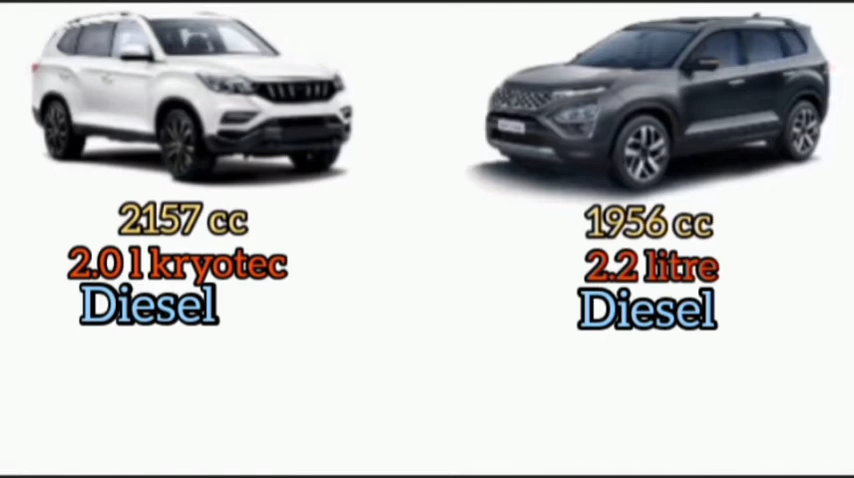 2157 cc
2.0 l kryotec
Diesel
1956 cc
2.2 litre
Diesel